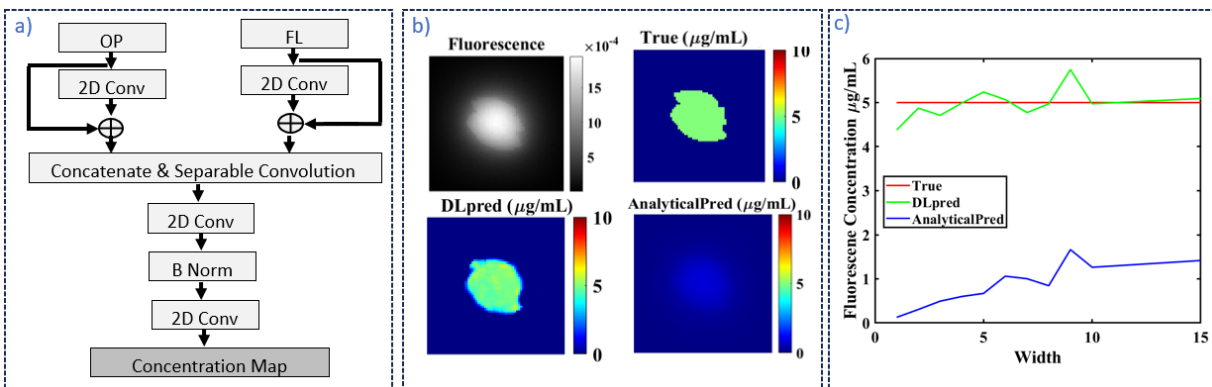 a)
OP
FL
2D Conv
2D Conv
Concatenate & Separable Convolution
2D Conv
B Norm
2D Conv
Concentration Map
b)
Fluorescence
×10⁻⁴
15
10
5
True (μg/mL)
10
5
0
DLpred (μg/mL)
10
5
0
AnalyticalPred (μg/mL)
10
5
0
c)
Fluorescene Concentration μg/mL
6
5
4
3
2
1
0
True
DLpred
AnalyticalPred
0
5
10
15
Width